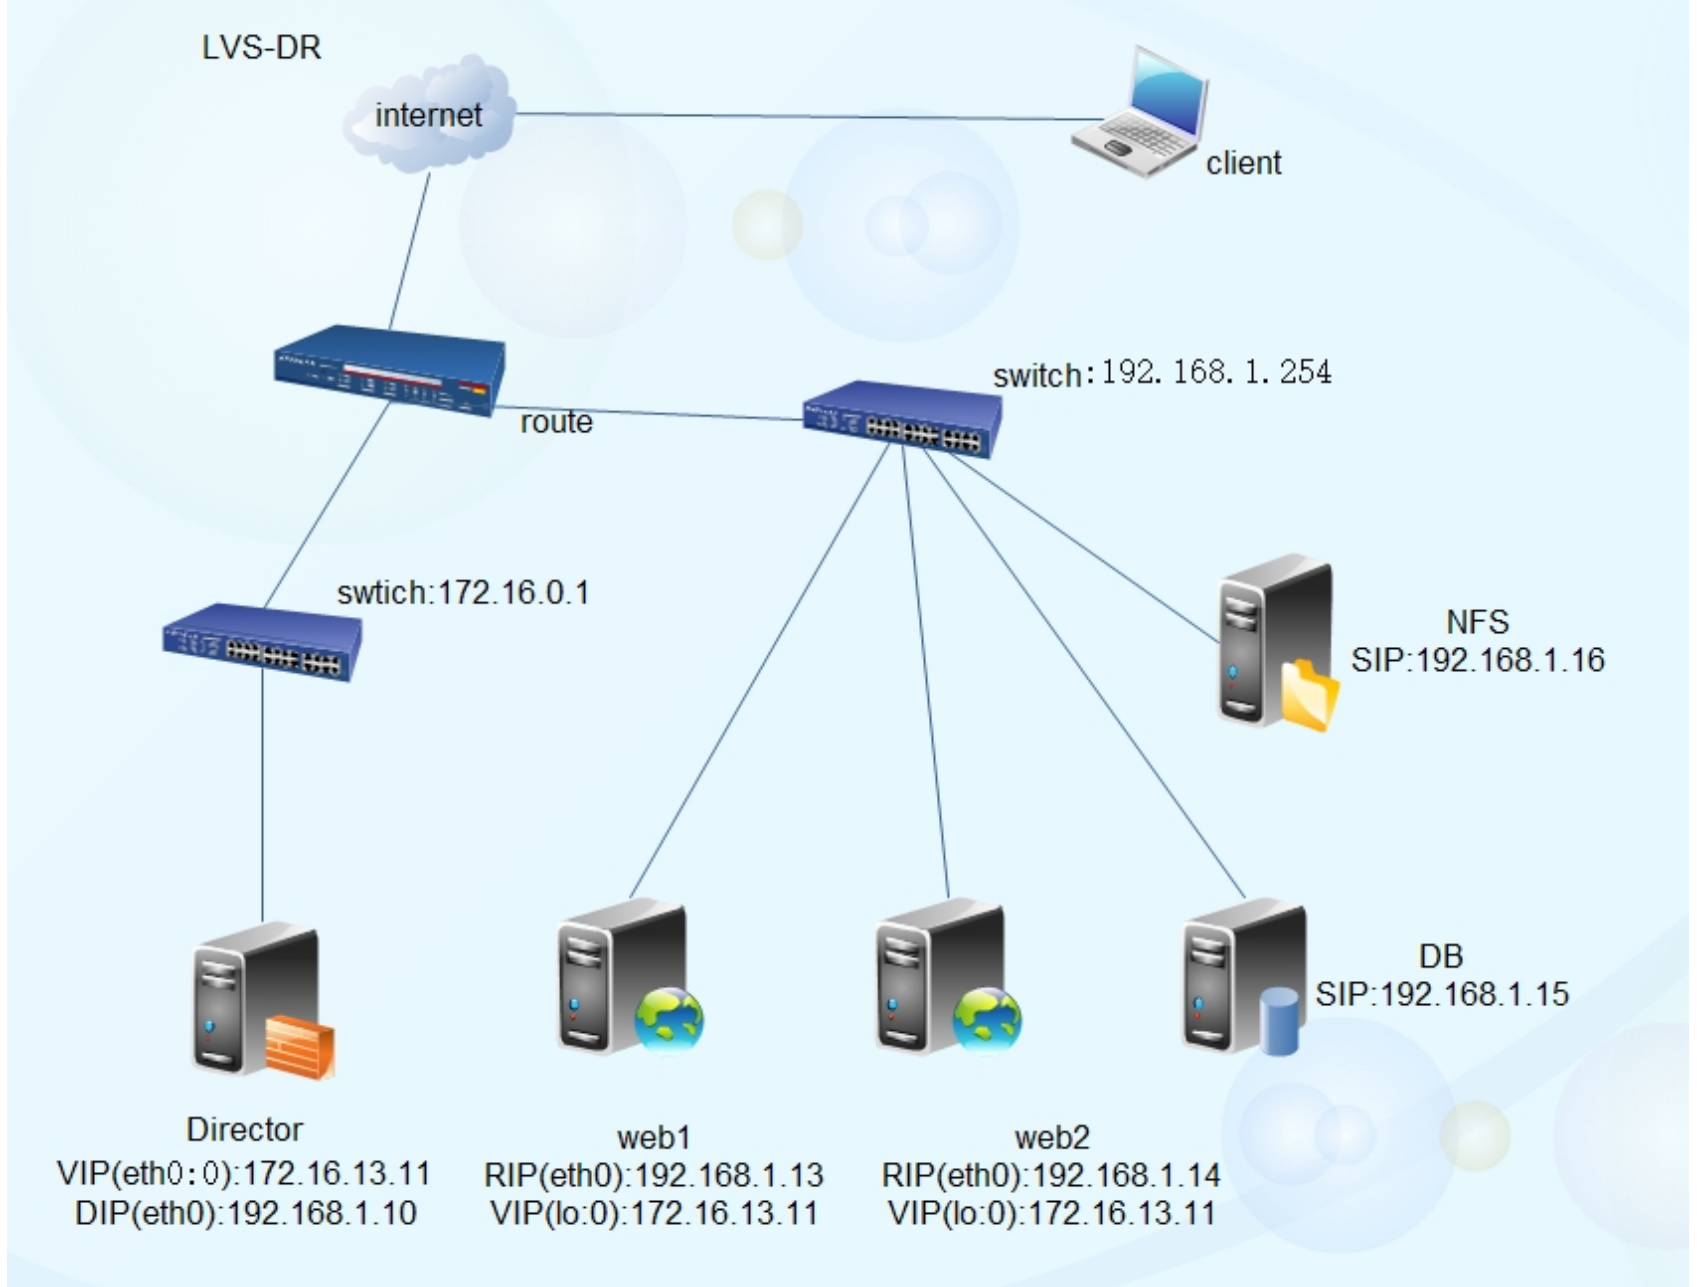 LVS-DR
internet
client
switch:192.168.1.254
route
swtich:172.16.0.1
NFS
SIP:192.168.1.16
DB
SIP:192.168.1.15
Director
VIP(eth0:0):172.16.13.11
DIP(eth0):192.168.1.10
web1
RIP(eth0):192.168.1.13
VIP(lo:0):172.16.13.11
web2
RIP(eth0):192.168.1.14
VIP(lo:0):172.16.13.11